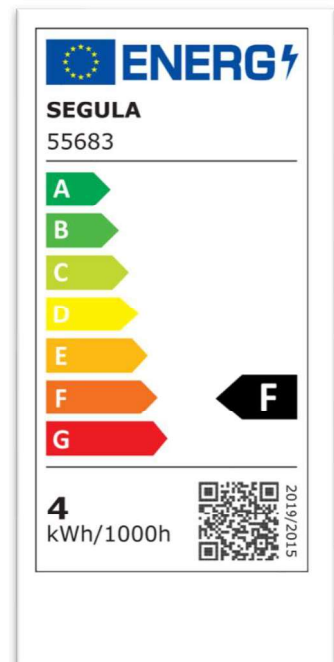 ENERG
SEGULA
55683
A
B
C
D
E
F
F
G
4
kWh/1000h
2019/2015